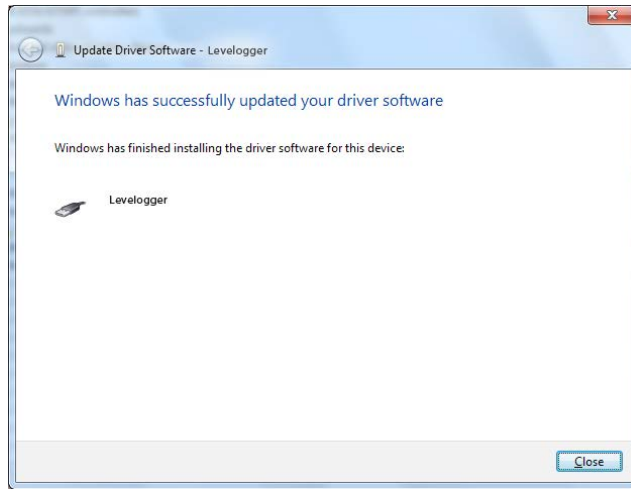 Update Driver Software - Levelogger
Windows has successfully updated your driver software
Windows has finished installing the driver software for this device:
Levelogger
Close